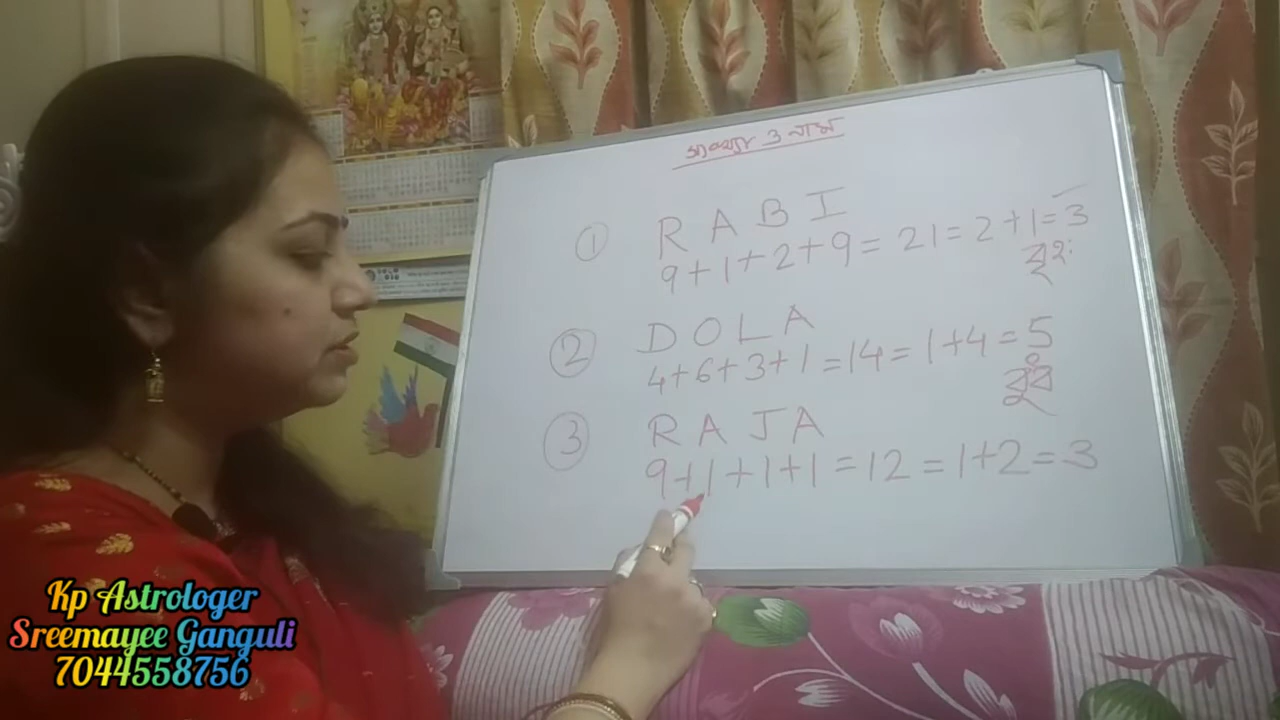 সংখ্যা ও নাম
① R A B I
9+1+2+9 = 21 = 2+1=3
বৃহঃ
② D O L A
4+6+3+1 = 14 = 1+4 = 5
বুধ
③ R A J A
9+1+1+1 = 12 = 1+2 = 3
Kp Astrologer
Sreemayee Ganguli
7044558756